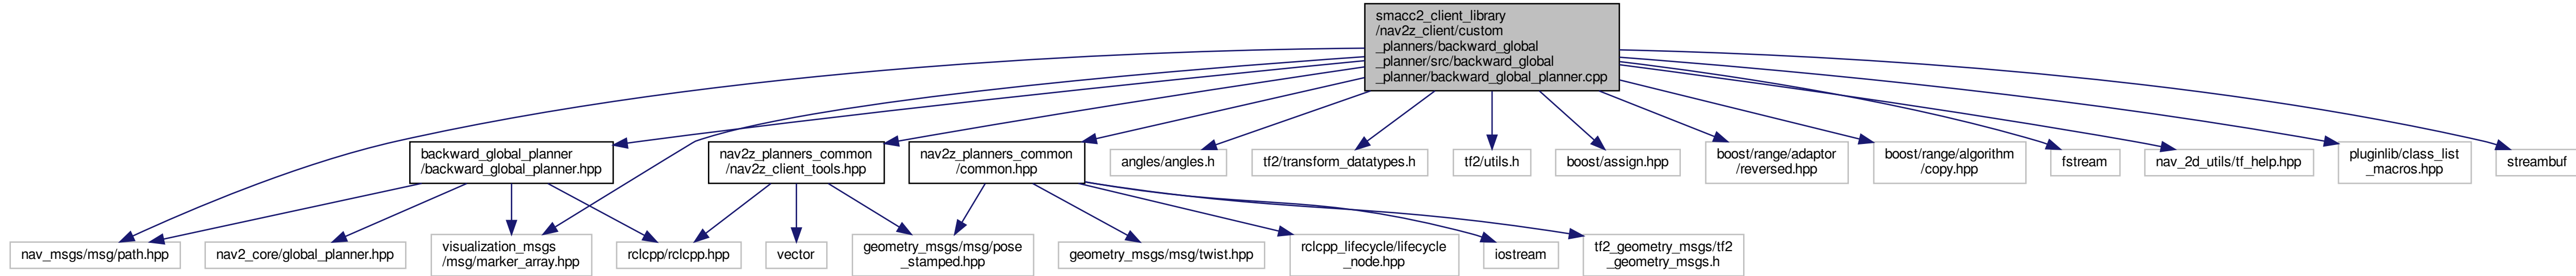 smacc2_client_library
/nav2z_client/custom
_planners/backward_global
_planner/src/backward_global
_planner/backward_global_planner.cpp
backward_global_planner
/backward_global_planner.hpp
nav2z_planners_common
/nav2z_client_tools.hpp
nav2z_planners_common
/common.hpp
angles/angles.h
tf2/transform_datatypes.h
tf2/utils.h
boost/assign.hpp
boost/range/adaptor
/reversed.hpp
boost/range/algorithm
/copy.hpp
fstream
nav_2d_utils/tf_help.hpp
pluginlib/class_list
_macros.hpp
streambuf
nav_msgs/msg/path.hpp
nav2_core/global_planner.hpp
visualization_msgs
/msg/marker_array.hpp
rclcpp/rclcpp.hpp
vector
geometry_msgs/msg/pose
_stamped.hpp
geometry_msgs/msg/twist.hpp
rclcpp_lifecycle/lifecycle
_node.hpp
iostream
tf2_geometry_msgs/tf2
_geometry_msgs.h